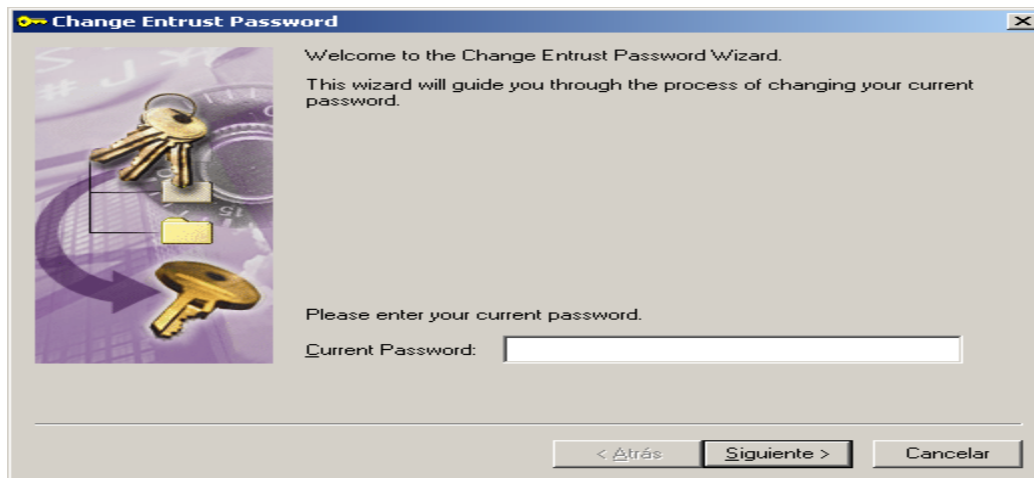 Change Entrust Password
Welcome to the Change Entrust Password Wizard.
This wizard will guide you through the process of changing your current
password.
Please enter your current password.
Current Password:
< Atrás
Siguiente >
Cancelar